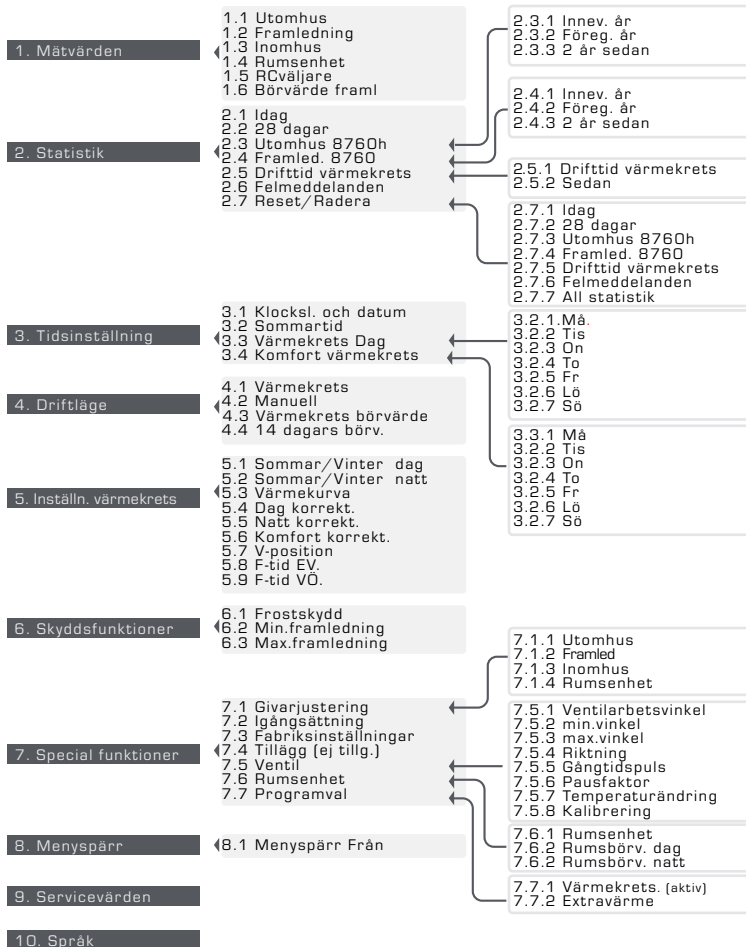 1. Mätvärden
1.1 Utomhus
1.2 Framledning
1.3 Inomhus
1.4 Rumsenhet
1.5 RCväljare
1.6 Börvärde framl
2. Statistik
2.1 Idag
2.2 28 dagar
2.3 Utomhus 8760h
2.4 Framled. 8760
2.5 Drifttid värmekrets
2.6 Felmeddelanden
2.7 Reset/Radera
2.3.1 Innev. år
2.3.2 Föreg. år
2.3.3 2 år sedan
2.4.1 Innev. år
2.4.2 Föreg. år
2.4.3 2 år sedan
2.5.1 Drifttid värmekrets
2.5.2 Sedan
2.7.1 Idag
2.7.2 28 dagar
2.7.3 Utomhus 8760h
2.7.4 Framled. 8760
2.7.5 Drifttid värmekrets
2.7.6 Felmeddelanden
2.7.7 All statistik
3. Tidsinställning
3.1 Klocksl. och datum
3.2 Sommartid
3.3 Värmekrets Dag
3.4 Komfort värmekrets
3.2.1.Må.
3.2.2 Tis
3.2.3 On
3.2.4 To
3.2.5 Fr
3.2.6 Lö
3.2.7 Sö
3.3.1 Må
3.2.2 Tis
3.2.3 On
3.2.4 To
3.2.5 Fr
3.2.6 Lö
3.2.7 Sö
4. Driftläge
4.1 Värmekrets
4.2 Manuell
4.3 Värmekrets börvärde
4.4 14 dagars börv.
5. Inställn. värmekrets
5.1 Sommar/Vinter dag
5.2 Sommar/Vinter natt
5.3 Värmekurva
5.4 Dag korrekt.
5.5 Natt korrekt.
5.6 Komfort korrekt.
5.7 V-position
5.8 F-tid EV.
5.9 F-tid VÖ.
6. Skyddsfunktioner
6.1 Frostskydd
6.2 Min.framledning
6.3 Max.framledning
7. Special funktioner
7.1 Givarjustering
7.2 Igångsättning
7.3 Fabriksinställningar
7.4 Tillägg (ej tillg.)
7.5 Ventil
7.6 Rumsenhet
7.7 Programval
7.1.1 Utomhus
7.1.2 Framled
7.1.3 Inomhus
7.1.4 Rumsenhet
7.5.1 Ventilarbetsvinkel
7.5.2 min.vinkel
7.5.3 max.vinkel
7.5.4 Riktning
7.5.5 Gångtidspuls
7.5.6 Pausfaktor
7.5.7 Temperaturändring
7.5.8 Kalibrering
7.6.1 Rumsenhet
7.6.2 Rumsbörv. dag
7.6.2 Rumsbörv. natt
7.7.1 Värmekrets. (aktiv)
7.7.2 Extravärme
8. Menyspärr
8.1 Menyspärr Från
9. Servicevärden
10. Språk